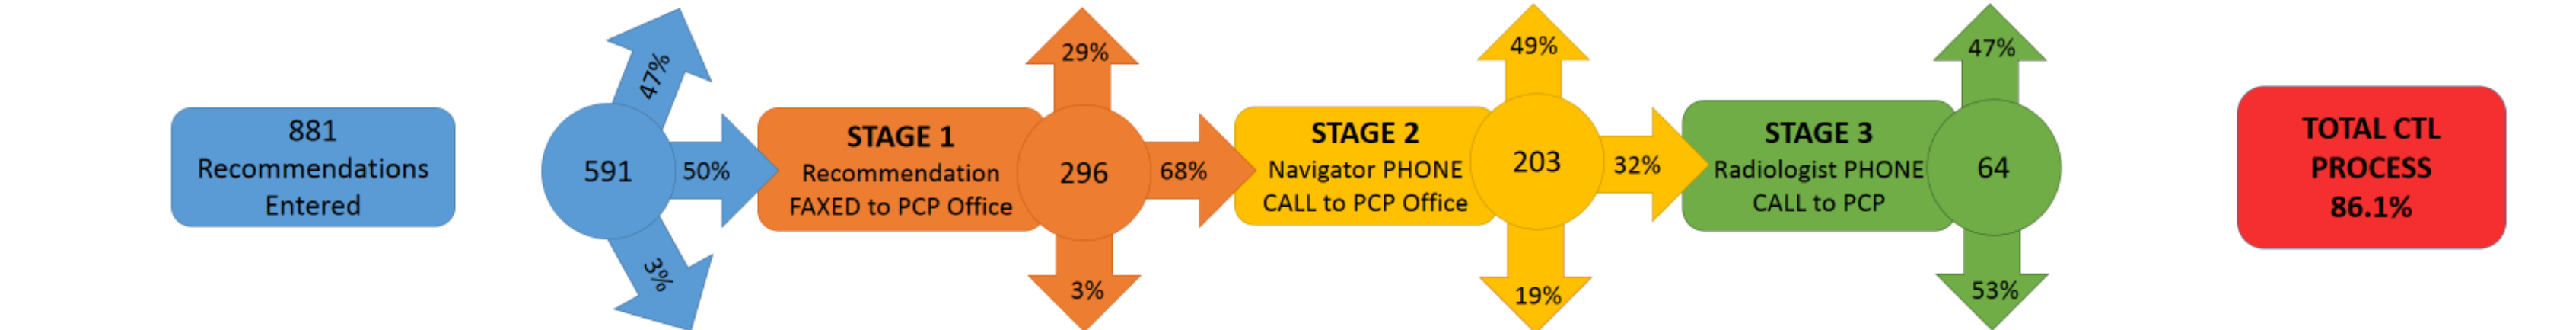 881
Recommendations
Entered
47%
591
50%
3%
STAGE 1
Recommendation
FAXED to PCP Office
29%
296
68%
3%
STAGE 2
Navigator PHONE
CALL to PCP Office
49%
203
32%
19%
STAGE 3
Radiologist PHONE
CALL to PCP
47%
64
53%
TOTAL CTL
PROCESS
86.1%